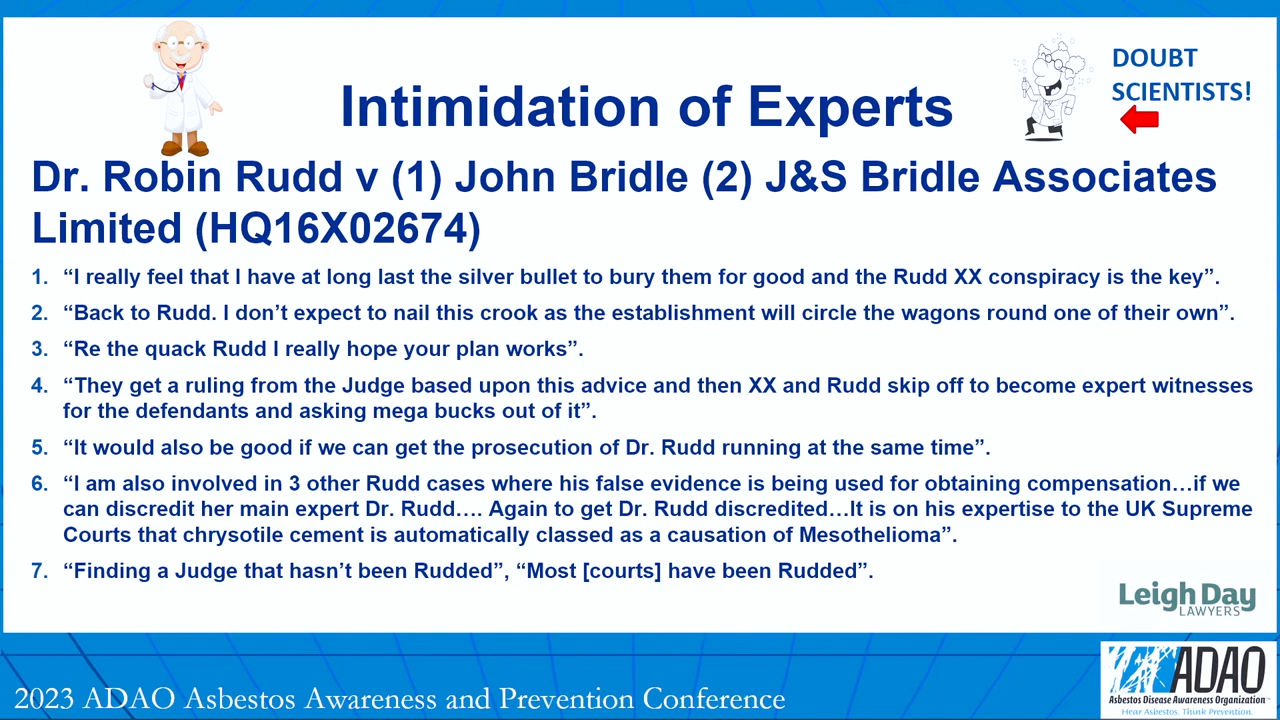 DOUBT
SCIENTISTS!
Intimidation of Experts
Dr. Robin Rudd v (1) John Bridle (2) J&S Bridle Associates
Limited (HQ16X02674)
1. “I really feel that I have at long last the silver bullet to bury them for good and the Rudd XX conspiracy is the key”.
2. “Back to Rudd. I don’t expect to nail this crook as the establishment will circle the wagons round one of their own”.
3. “Re the quack Rudd I really hope your plan works”.
4. “They get a ruling from the Judge based upon this advice and then XX and Rudd skip off to become expert witnesses
for the defendants and asking mega bucks out of it”.
5. “It would also be good if we can get the prosecution of Dr. Rudd running at the same time”.
6. “I am also involved in 3 other Rudd cases where his false evidence is being used for obtaining compensation…if we
can discredit her main expert Dr. Rudd…. Again to get Dr. Rudd discredited…It is on his expertise to the UK Supreme
Courts that chrysotile cement is automatically classed as a causation of Mesothelioma”.
7. “Finding a Judge that hasn’t been Rudded”, “Most [courts] have been Rudded”.
Leigh Day
LAWYERS
2023 ADAO Asbestos Awareness and Prevention Conference
ADAO
Asbestos Disease Awareness Organization
Hear Asbestos. Think Prevention.